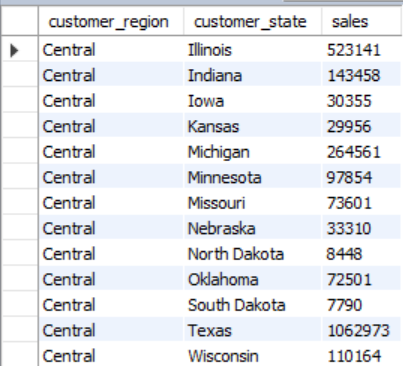 customer_region customer_state sales
Central Illinois 523141
Central Indiana 143458
Central Iowa 30355
Central Kansas 29956
Central Michigan 264561
Central Minnesota 97854
Central Missouri 73601
Central Nebraska 33310
Central North Dakota 8448
Central Oklahoma 72501
Central South Dakota 7790
Central Texas 1062973
Central Wisconsin 110164